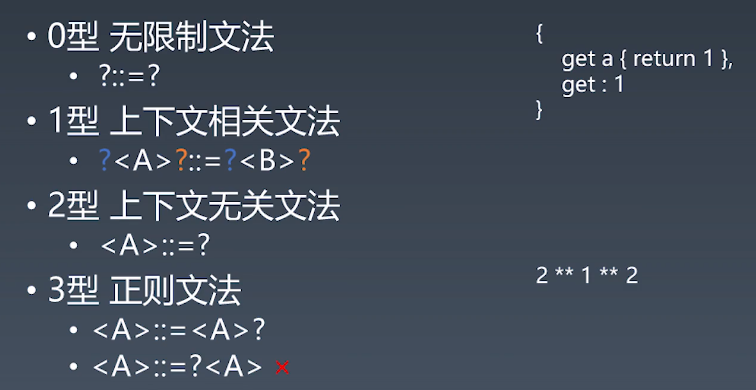 • 0型 无限制文法
• ?::=?
• 1型 上下文相关文法
• ?<A>?::=?<B>?
• 2型 上下文无关文法
• <A>::=?
• 3型 正则文法
• <A>::=<A>?
• <A>::=?<A> ×
{
get a { return 1 },
get : 1
}
2 ** 1 ** 2